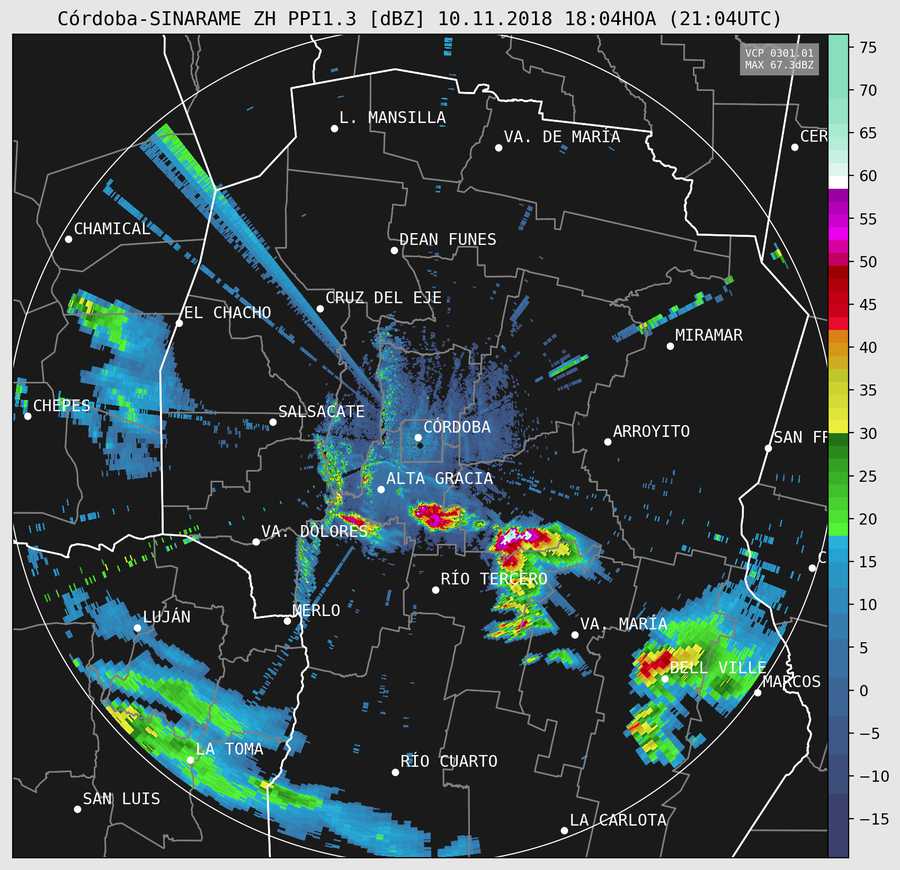 Córdoba-SINARAME ZH PPI1.3 [dBZ] 10.11.2018 18:04HOA (21:04UTC)
VCP 0301.01
MAX 67.3dBZ
75
70
65
60
55
50
45
40
35
30
25
20
15
10
5
0
−5
−10
−15
L. MANSILLA
VA. DE MARÍA
CER
CHAMICAL
DEAN FUNES
CRUZ DEL EJE
EL CHACHO
MIRAMAR
CHEPES
SALSACATE
CÓRDOBA
ARROYITO
SAN FR
ALTA GRACIA
VA. DOLORES
C
RÍO TERCERO
MERLO
LUJÁN
VA. MARÍA
BELL VILLE
MARCOS
LA TOMA
RÍO CUARTO
SAN LUIS
LA CARLOTA